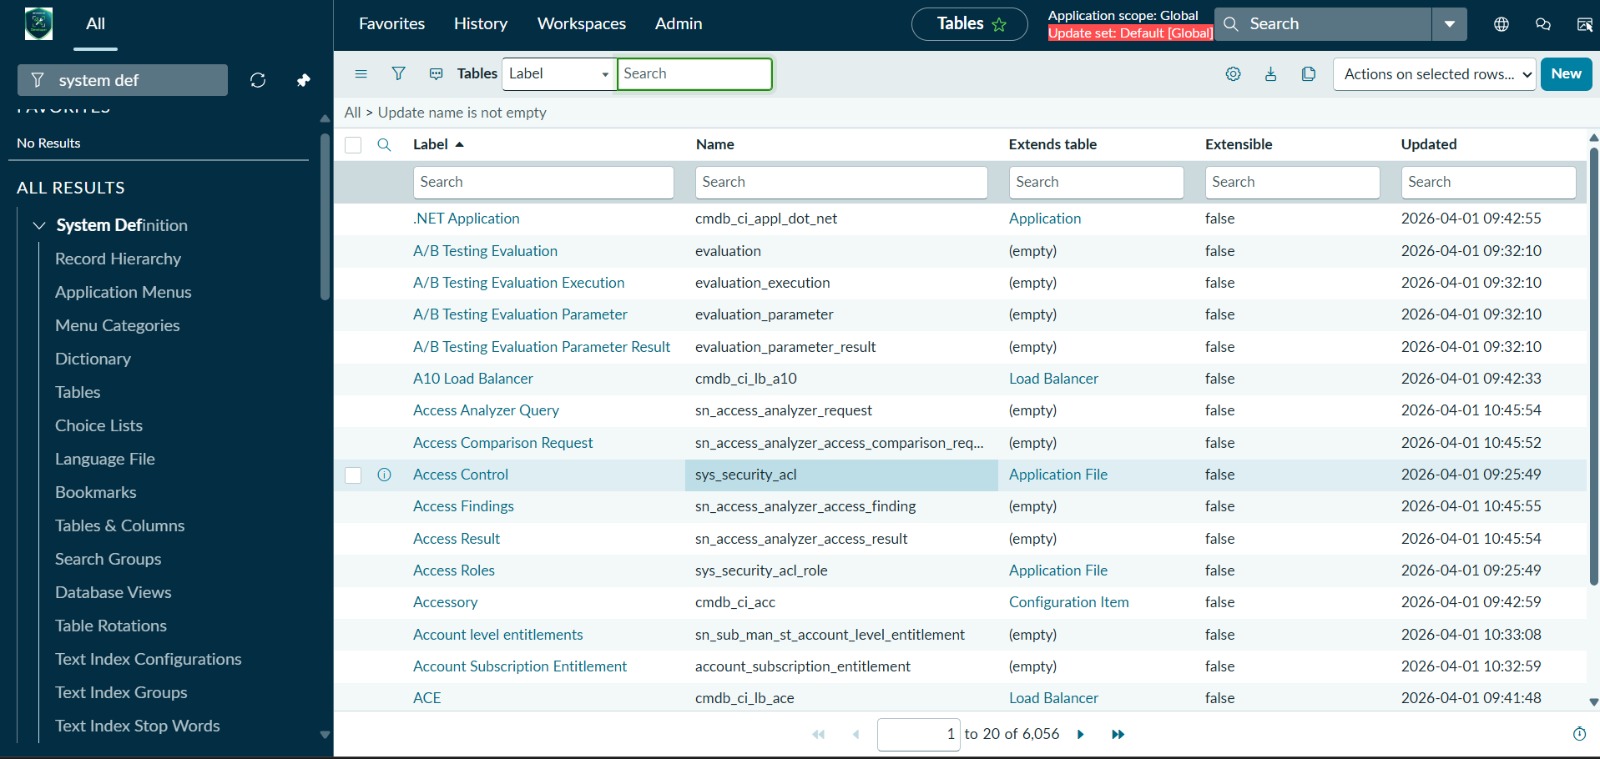 All
Favorites History Workspaces Admin
Tables
Application scope: Global
Update set: Default [Global]
Search
system def
FAVORITES
No Results
ALL RESULTS
System Definition
Record Hierarchy
Application Menus
Menu Categories
Dictionary
Tables
Choice Lists
Language File
Bookmarks
Tables & Columns
Search Groups
Database Views
Table Rotations
Text Index Configurations
Text Index Groups
Text Index Stop Words
Tables Label Search Actions on selected rows... New
All > Update name is not empty
Label Name Extends table Extensible Updated
Search Search Search Search Search
.NET Application cmdb_ci_appl_dot_net Application false 2026-04-01 09:42:55
A/B Testing Evaluation evaluation (empty) false 2026-04-01 09:32:10
A/B Testing Evaluation Execution evaluation_execution (empty) false 2026-04-01 09:32:10
A/B Testing Evaluation Parameter evaluation_parameter (empty) false 2026-04-01 09:32:10
A/B Testing Evaluation Parameter Result evaluation_parameter_result (empty) false 2026-04-01 09:32:10
A10 Load Balancer cmdb_ci_lb_a10 Load Balancer false 2026-04-01 09:42:33
Access Analyzer Query sn_access_analyzer_request (empty) false 2026-04-01 10:45:54
Access Comparison Request sn_access_analyzer_access_comparison_req... (empty) false 2026-04-01 10:45:52
Access Control sys_security_acl Application File false 2026-04-01 09:25:49
Access Findings sn_access_analyzer_access_finding (empty) false 2026-04-01 10:45:55
Access Result sn_access_analyzer_access_result (empty) false 2026-04-01 10:45:54
Access Roles sys_security_acl_role Application File false 2026-04-01 09:25:49
Accessory cmdb_ci_acc Configuration Item false 2026-04-01 09:42:59
Account level entitlements sn_sub_man_st_account_level_entitlement (empty) false 2026-04-01 10:33:08
Account Subscription Entitlement account_subscription_entitlement (empty) false 2026-04-01 10:32:59
ACE cmdb_ci_lb_ace Load Balancer false 2026-04-01 09:41:48
1 to 20 of 6,056